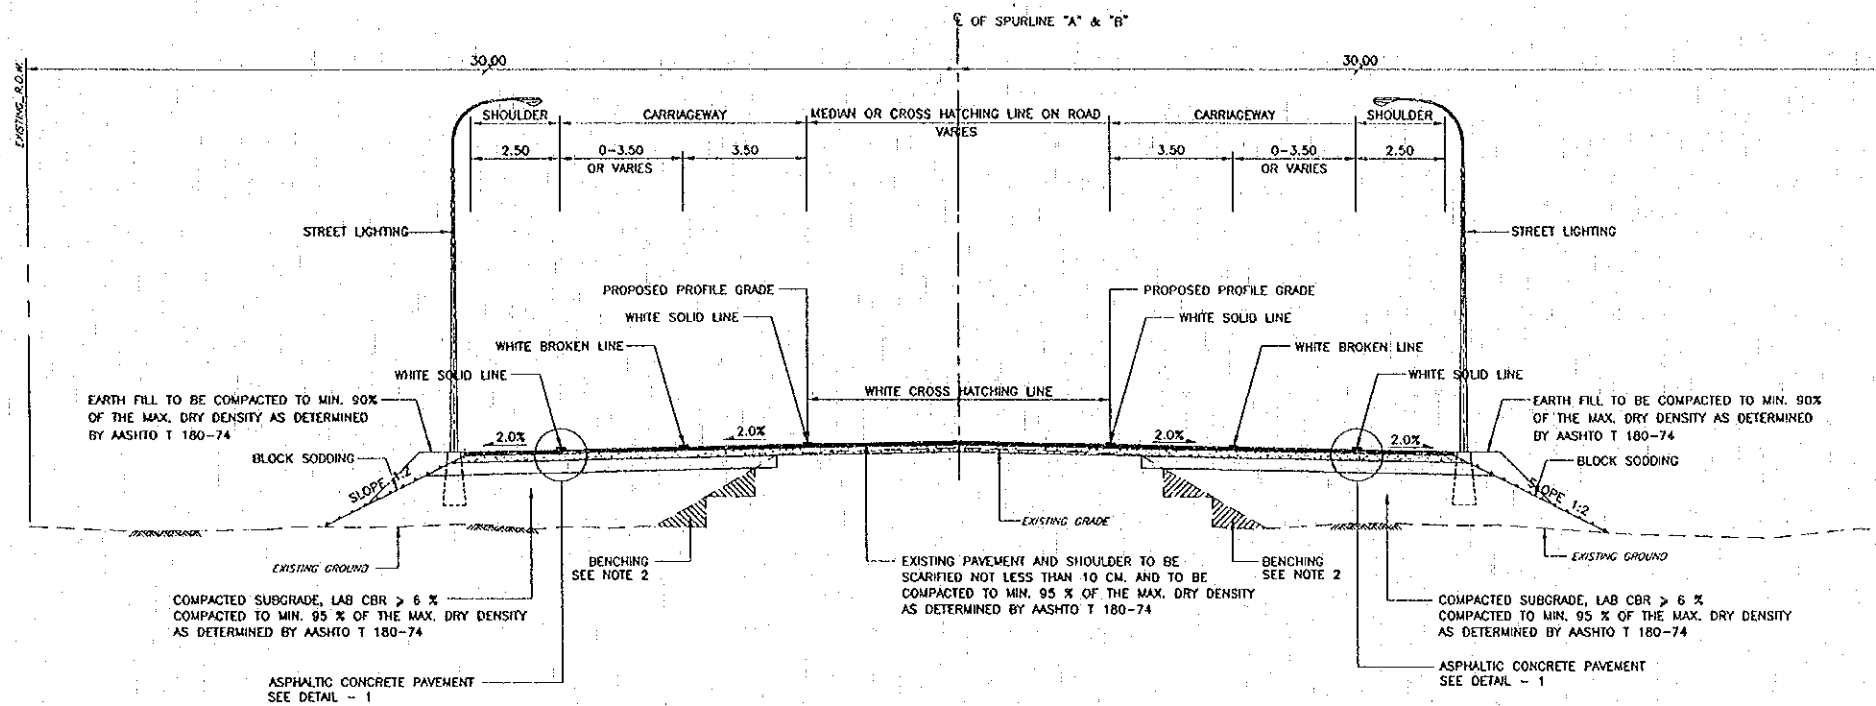 ℄ OF SPURLINE "A" & "B"
EXISTING R.O.W.
30.00 30.00
SHOULDER CARRIAGEWAY MEDIAN OR CROSS HATCHING LINE ON ROAD CARRIAGEWAY SHOULDER
VARIES
2.50 0-3.50 3.50 3.50 0-3.50 2.50
OR VARIES OR VARIES
STREET LIGHTING STREET LIGHTING
PROPOSED PROFILE GRADE PROPOSED PROFILE GRADE
WHITE SOLID LINE WHITE SOLID LINE
WHITE BROKEN LINE WHITE BROKEN LINE
WHITE SOLID LINE WHITE SOLID LINE
WHITE CROSS HATCHING LINE
EARTH FILL TO BE COMPACTED TO MIN. 90%
OF THE MAX. DRY DENSITY AS DETERMINED
BY AASHTO T 180-74
EARTH FILL TO BE COMPACTED TO MIN. 90%
OF THE MAX. DRY DENSITY AS DETERMINED
BY AASHTO T 180-74
2.0% 2.0% 2.0% 2.0%
BLOCK SODDING BLOCK SODDING
SLOPE 1:2 SLOPE 1:2
EXISTING GRADE
EXISTING GROUND EXISTING GROUND
BENCHING
SEE NOTE 2
EXISTING PAVEMENT AND SHOULDER TO BE
SCARIFIED NOT LESS THAN 10 CM. AND TO BE
COMPACTED TO MIN. 95 % OF THE MAX. DRY DENSITY
AS DETERMINED BY AASHTO T 180-74
BENCHING
SEE NOTE 2
COMPACTED SUBGRADE, LAB CBR ⩾ 6 %
COMPACTED TO MIN. 95 % OF THE MAX. DRY DENSITY
AS DETERMINED BY AASHTO T 180-74
COMPACTED SUBGRADE, LAB CBR ⩾ 6 %
COMPACTED TO MIN. 95 % OF THE MAX. DRY DENSITY
AS DETERMINED BY AASHTO T 180-74
ASPHALTIC CONCRETE PAVEMENT
SEE DETAIL - 1
ASPHALTIC CONCRETE PAVEMENT
SEE DETAIL - 1